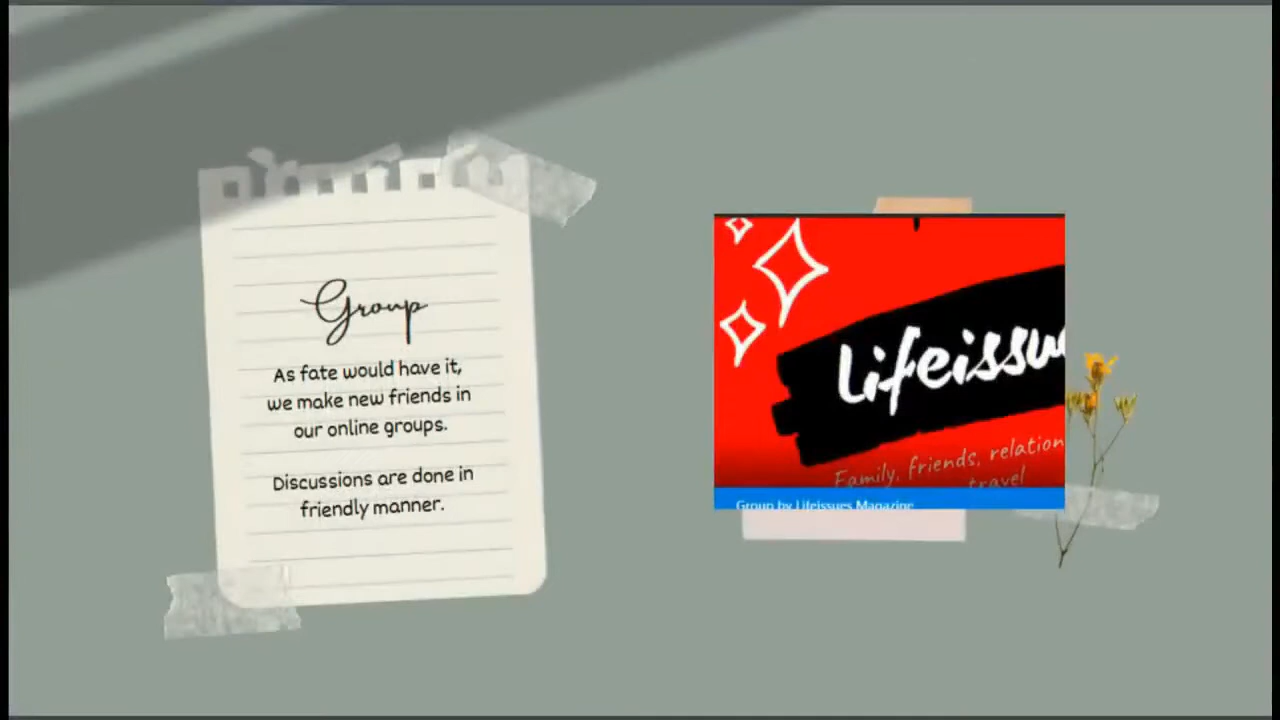 Group
As fate would have it,
we make new friends in
our online groups.
Discussions are done in
friendly manner.
Lifeissu
Family, friends, relation
travel
Group by Lifeissues Magazine